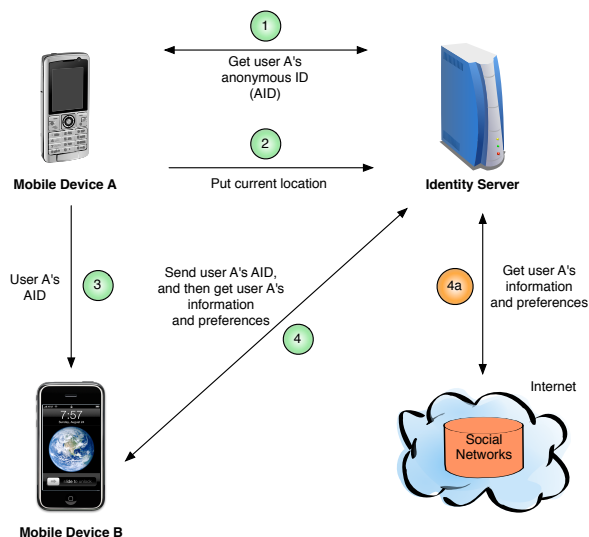 1
Get user A's
anonymous ID
(AID)
2
Put current location
Mobile Device A
Identity Server
User A's
AID
3
Send user A's AID,
and then get user A's
information
and preferences
4
4a
Get user A's
information
and preferences
7:57
Internet
Social
Networks
Mobile Device B